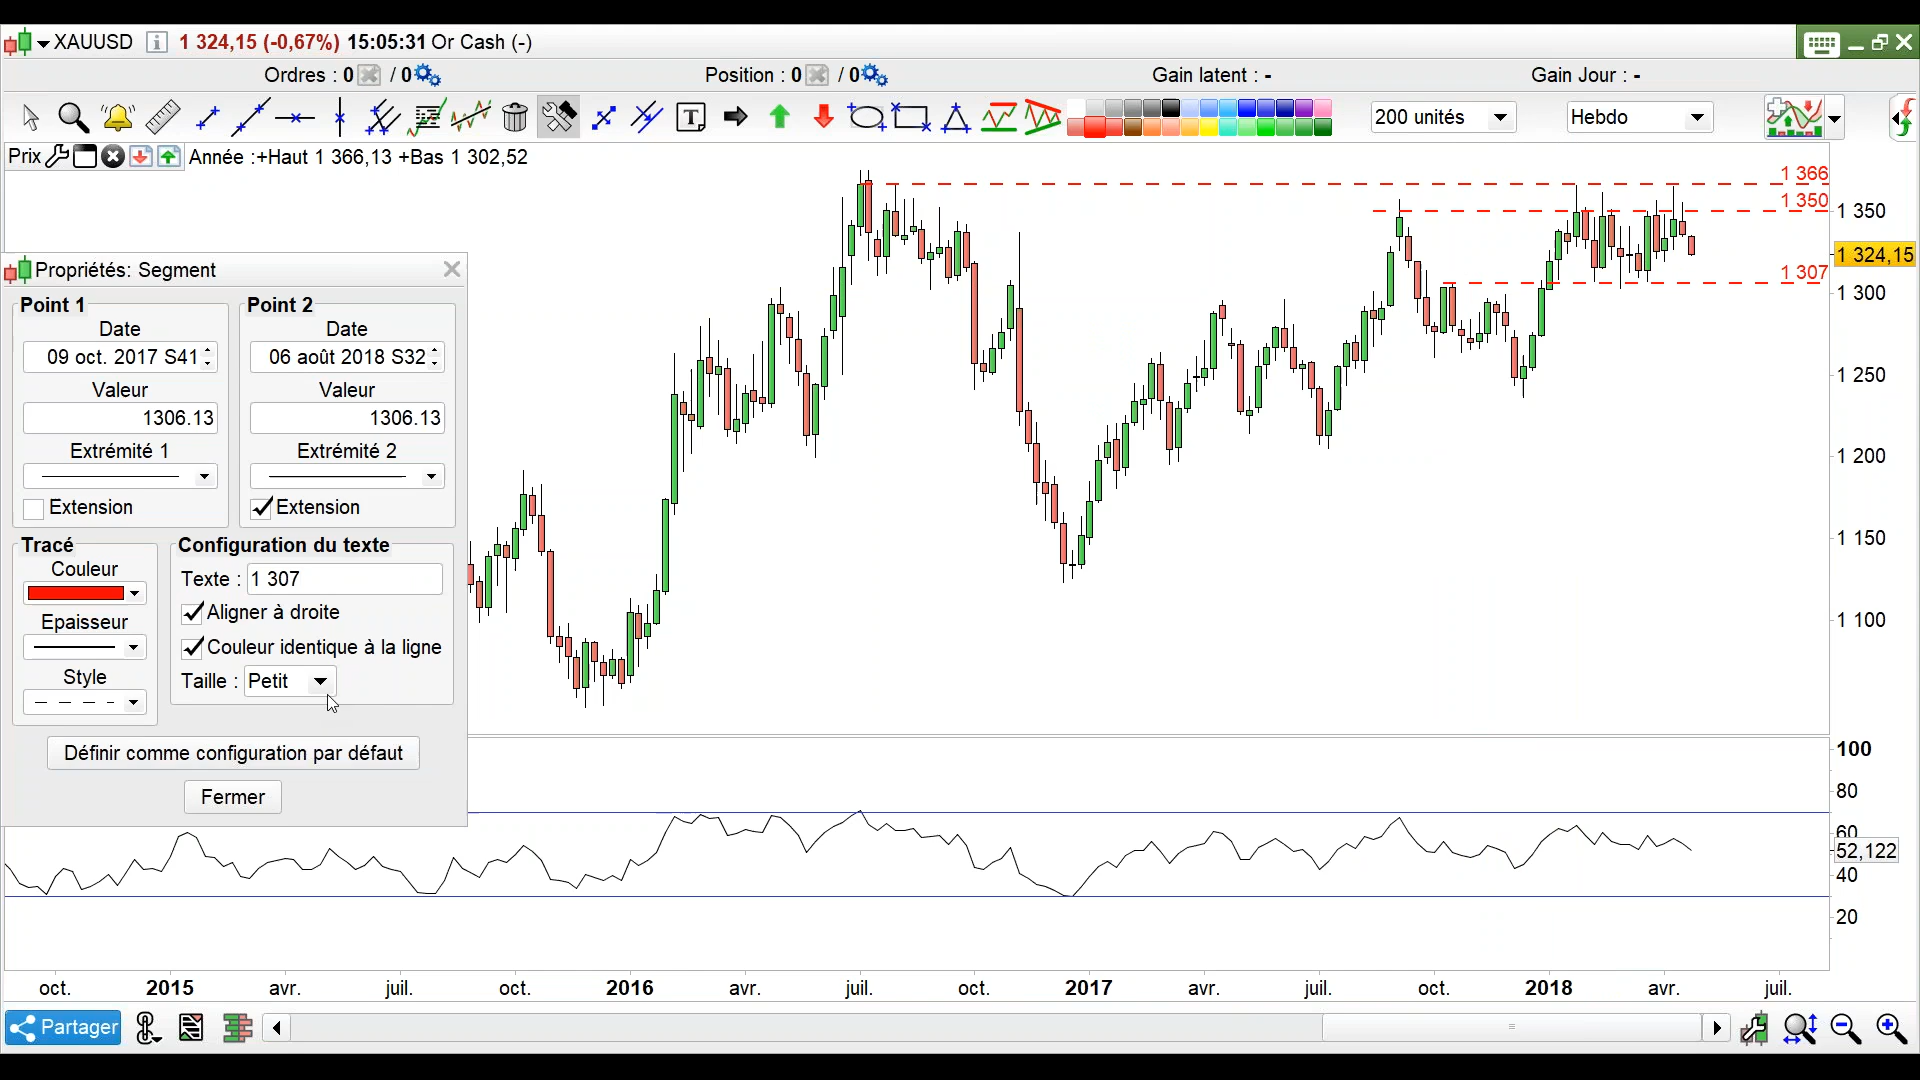 XAUUSD 1 324,15 (-0,67%) 15:05:31 Or Cash (-)
Ordres : 0 / 0 Position : 0 / 0 Gain latent : - Gain Jour : -
T 200 unités Hebdo
Prix Année :+Haut 1 366,13 +Bas 1 302,52
1 366
1 350
1 350
1 324,15
1 307
1 300
1 250
1 200
1 150
1 100
Propriétés: Segment
Point 1 Point 2
Date Date
09 oct. 2017 S41 06 août 2018 S32
Valeur Valeur
1306.13 1306.13
Extrémité 1 Extrémité 2
Extension Extension
Tracé Configuration du texte
Couleur
Texte : 1 307
Aligner à droite
Epaisseur
Couleur identique à la ligne
Style
Taille : Petit
Définir comme configuration par défaut
Fermer
100
80
60
52,122
40
20
oct. 2015 avr. juil. oct. 2016 avr. juil. oct. 2017 avr. juil. oct. 2018 avr. juil.
Partager